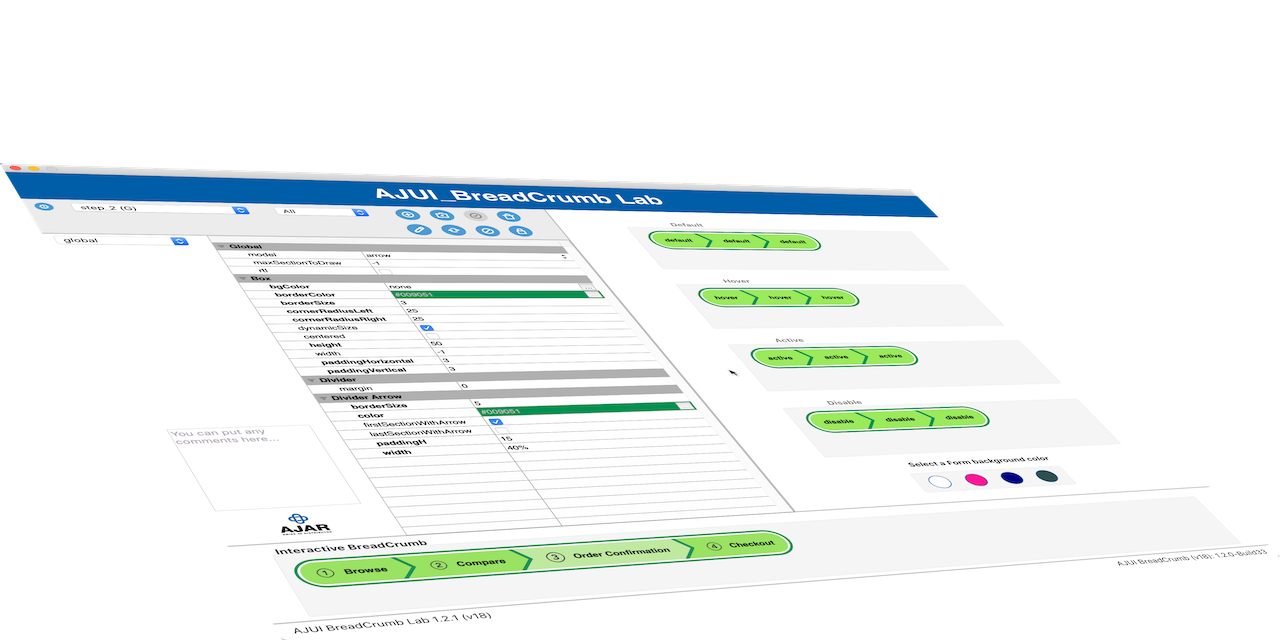 AJUI_BreadCrumb Lab
step 2 (G)
All
global
Global
model arrow
maxSectionToDraw -1
rtl
Box
bgColor none ...
borderColor #009051
borderSize 3
cornerRadiusLeft 25
cornerRadiusRight 25
dynamicSize
centered
height 50
width -1
paddingHorizontal 3
paddingVertical 3
Divider
margin 0
Divider Arrow
borderSize 5
color #009051
firstSectionWithArrow
lastSectionWithArrow
paddingH 15
width 40%
You can put any
comments here...
AJAR
Default
default default default
Hover
hover hover hover
Active
active active active
Disable
disable disable disable
Select a Form background color
Interactive BreadCrumb
1 Browse 2 Compare 3 Order Confirmation 4 Checkout
AJUI BreadCrumb Lab 1.2.1 (v18)
AJUI BreadCrumb (v18): 1.2.0-Build33